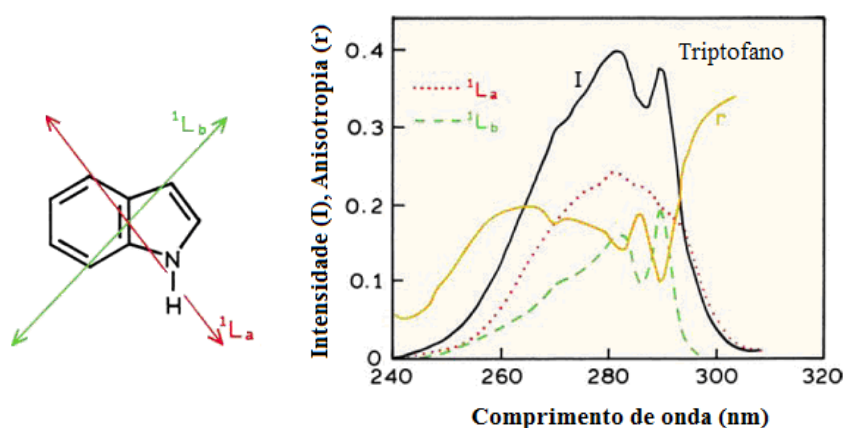 ¹Lb
N
H
¹La
Intensidade (I), Anisotropia (r)
0.4
0.3
0.2
0.1
0
Triptofano
I
¹La
¹Lb
r
240
260
280
300
320
Comprimento de onda (nm)